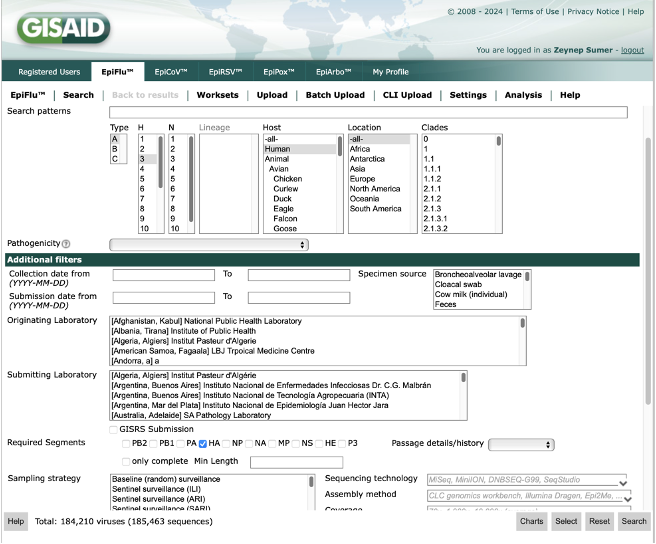 GISAID
© 2008 - 2024 | Terms of Use | Privacy Notice | Help
You are logged in as Zeynep Sumer - logout
Registered Users EpiFlu™ EpiCoV™ EpiRSV™ EpiPox™ EpiArbo™ My Profile
EpiFlu™ | Search | Back to results | Worksets | Upload | Batch Upload | CLI Upload | Settings | Analysis | Help
Search patterns
Type H N Lineage Host Location Clades
A 1 1 -all- -all- 0
B 2 2 Human Africa 1
C 3 3 Animal Antarctica 1.1
4 4 Avian Asia 1.1.1
5 5 Chicken Europe 1.1.2
6 6 Curlew North America 2.1.1
7 7 Duck Oceania 2.1.2
8 8 Eagle South America 2.1.3
9 9 Falcon 2.1.3.1
10 10 Goose 2.1.3.2
Pathogenicity ?
Additional filters
Collection date from To Specimen source Broncheoalveolar lavage
(YYYY-MM-DD) Cloacal swab
Submission date from To Cow milk (individual)
(YYYY-MM-DD) Feces
Originating Laboratory [Afghanistan, Kabul] National Public Health Laboratory
[Albania, Tirana] Institute of Public Health
[Algeria, Algiers] Institut Pasteur d'Algerie
[American Samoa, Fagaala] LBJ Trpoical Medicine Centre
[Andorra, a] a
Submitting Laboratory [Algeria, Algiers] Institut Pasteur d'Algérie
[Argentina, Buenos Aires] Instituto Nacional de Enfermedades Infecciosas Dr. C.G. Malbrán
[Argentina, Buenos Aires] Instituto Nacional de Tecnología Agropecuaria (INTA)
[Argentina, Mar del Plata] Instituto Nacional de Epidemiología Juan Hector Jara
[Australia, Adelaide] SA Pathology Laboratory
GISRS Submission
Required Segments PB2 PB1 PA HA NP NA MP NS HE P3 Passage details/history
only complete Min Length
Sampling strategy Baseline (random) surveillance Sequencing technology MiSeq, MiniION, DNBSEQ-G99, SeqStudio
Sentinel surveillance (ILI) Assembly method CLC genomics workbench, Illumina Dragen, Epi2Me, ...
Sentinel surveillance (ARI)
Sentinel surveillance (SARI) Coverage
Help Total: 184,210 viruses (185,463 sequences) Charts Select Reset Search